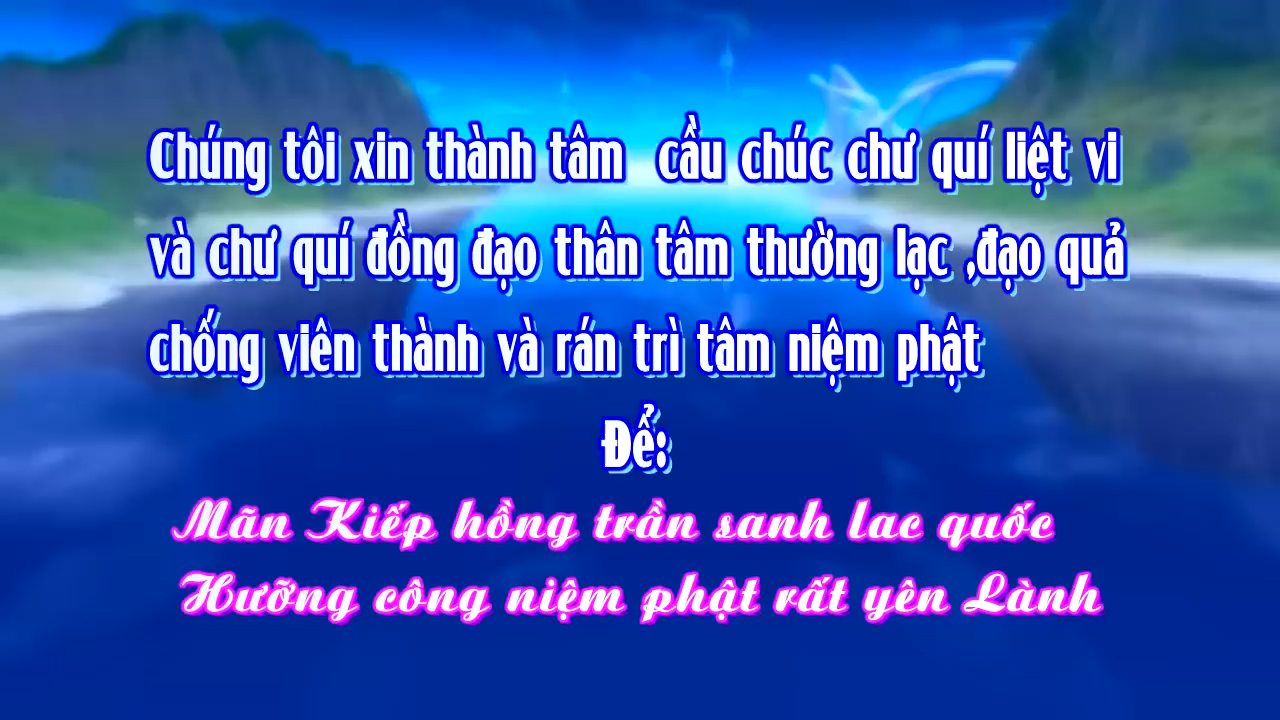 Chúng tôi xin thành tâm cầu chúc chư quí liệt vi
và chư quí đồng đạo thân tâm thường lạc ,đạo quả
chống viên thành và rán trì tâm niệm phật
Để:
Mãn Kiếp hồng trần sanh lac quốc
Hưỡng công niệm phật rất yên Lành